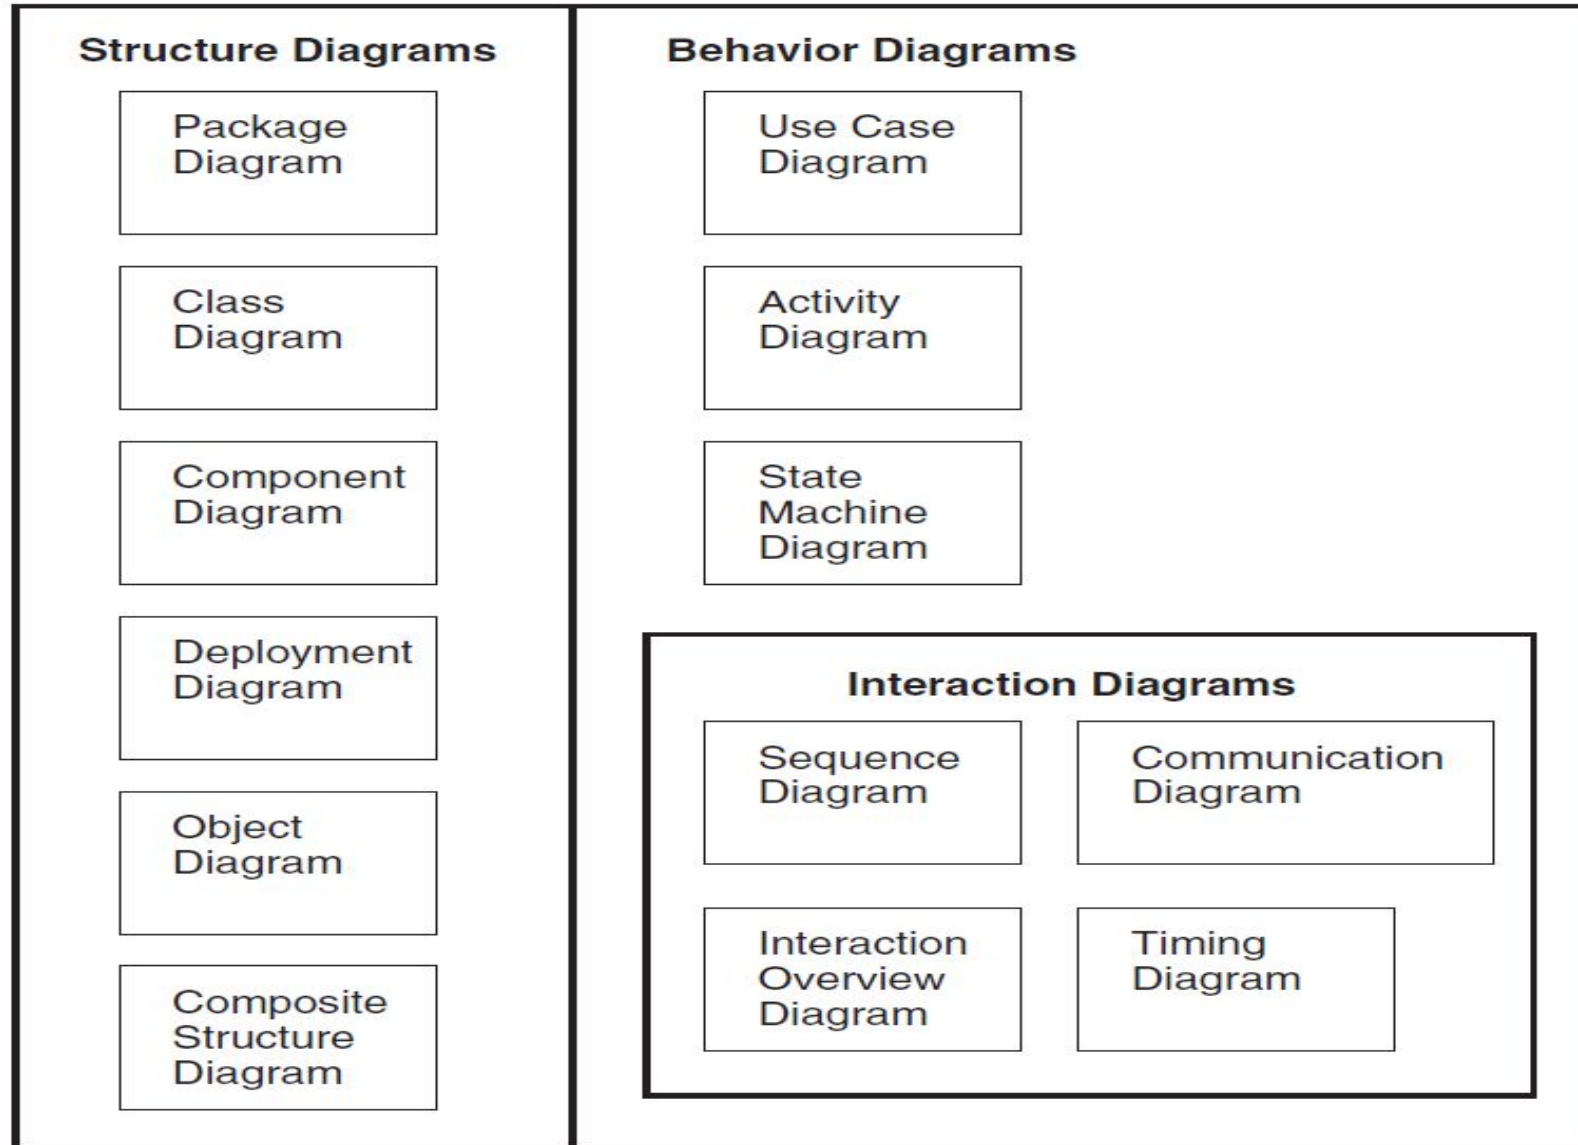 Structure Diagrams
Package
Diagram
Class
Diagram
Component
Diagram
Deployment
Diagram
Object
Diagram
Composite
Structure
Diagram
Behavior Diagrams
Use Case
Diagram
Activity
Diagram
State
Machine
Diagram
Interaction Diagrams
Sequence
Diagram
Communication
Diagram
Interaction
Overview
Diagram
Timing
Diagram